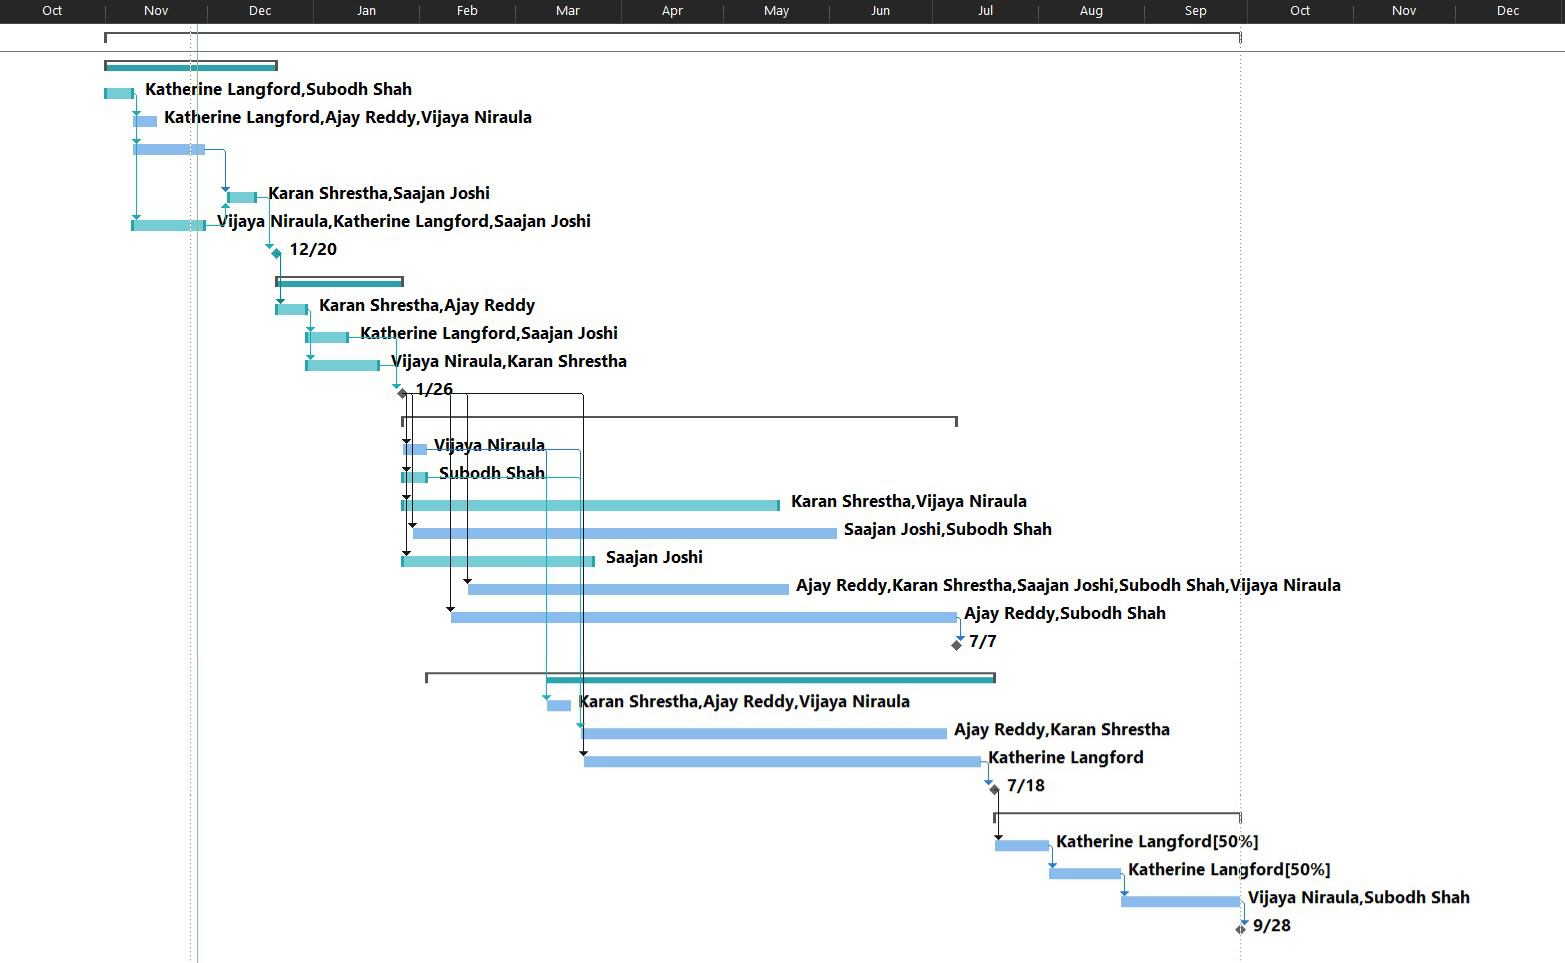 Oct Nov Dec Jan Feb Mar Apr May Jun Jul Aug Sep Oct Nov Dec
Katherine Langford,Subodh Shah
Katherine Langford,Ajay Reddy,Vijaya Niraula
Karan Shrestha,Saajan Joshi
Vijaya Niraula,Katherine Langford,Saajan Joshi
12/20
Karan Shrestha,Ajay Reddy
Katherine Langford,Saajan Joshi
Vijaya Niraula,Karan Shrestha
1/26
Vijaya Niraula
Subodh Shah
Karan Shrestha,Vijaya Niraula
Saajan Joshi,Subodh Shah
Saajan Joshi
Ajay Reddy,Karan Shrestha,Saajan Joshi,Subodh Shah,Vijaya Niraula
Ajay Reddy,Subodh Shah
7/7
Karan Shrestha,Ajay Reddy,Vijaya Niraula
Ajay Reddy,Karan Shrestha
Katherine Langford
7/18
Katherine Langford[50%]
Katherine Langford[50%]
Vijaya Niraula,Subodh Shah
9/28